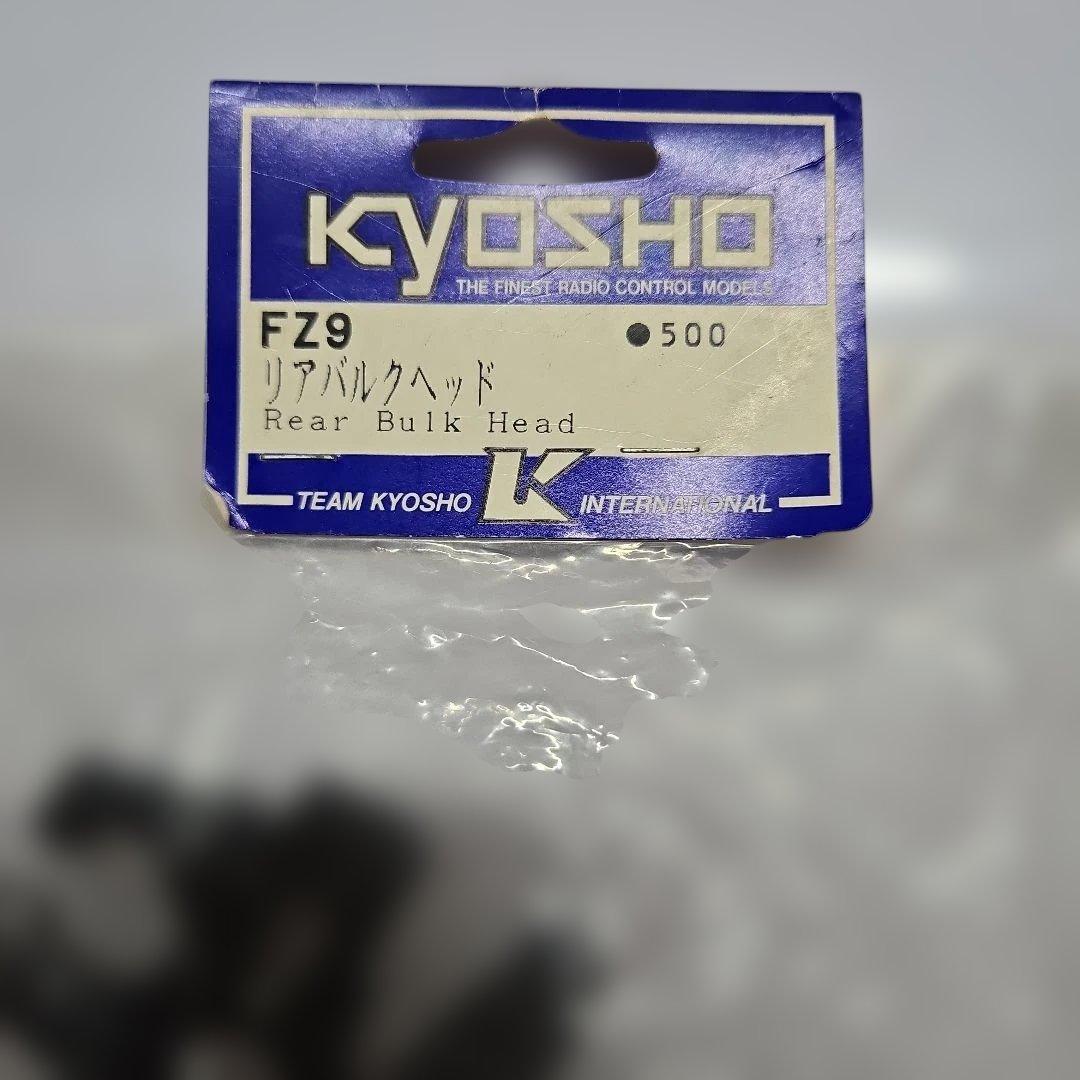 KYOSHO
THE FINEST RADIO CONTROL MODELS
FZ9 ●500
リアバルクヘッド
Rear Bulk Head
TEAM KYOSHO K INTERNATIONAL